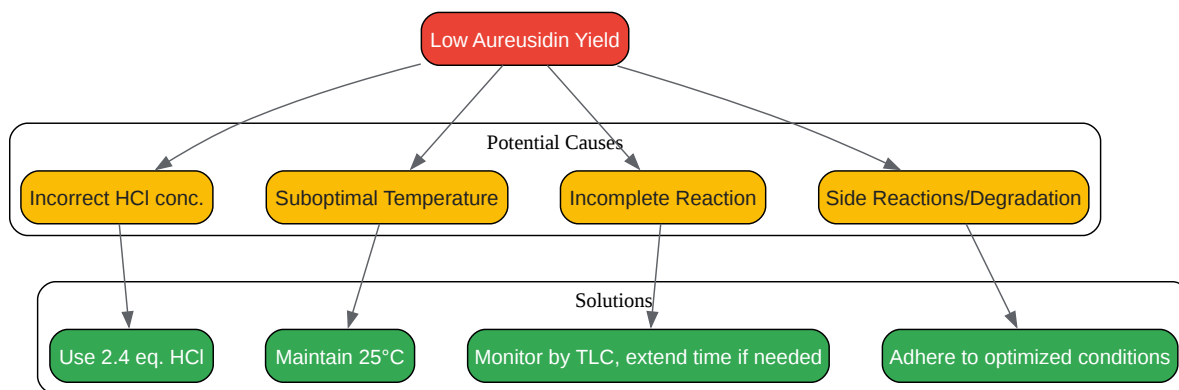 Low Aureusidin Yield
Potential Causes
Incorrect HCl conc.
Suboptimal Temperature
Incomplete Reaction
Side Reactions/Degradation
Solutions
Use 2.4 eq. HCl
Maintain 25°C
Monitor by TLC, extend time if needed
Adhere to optimized conditions